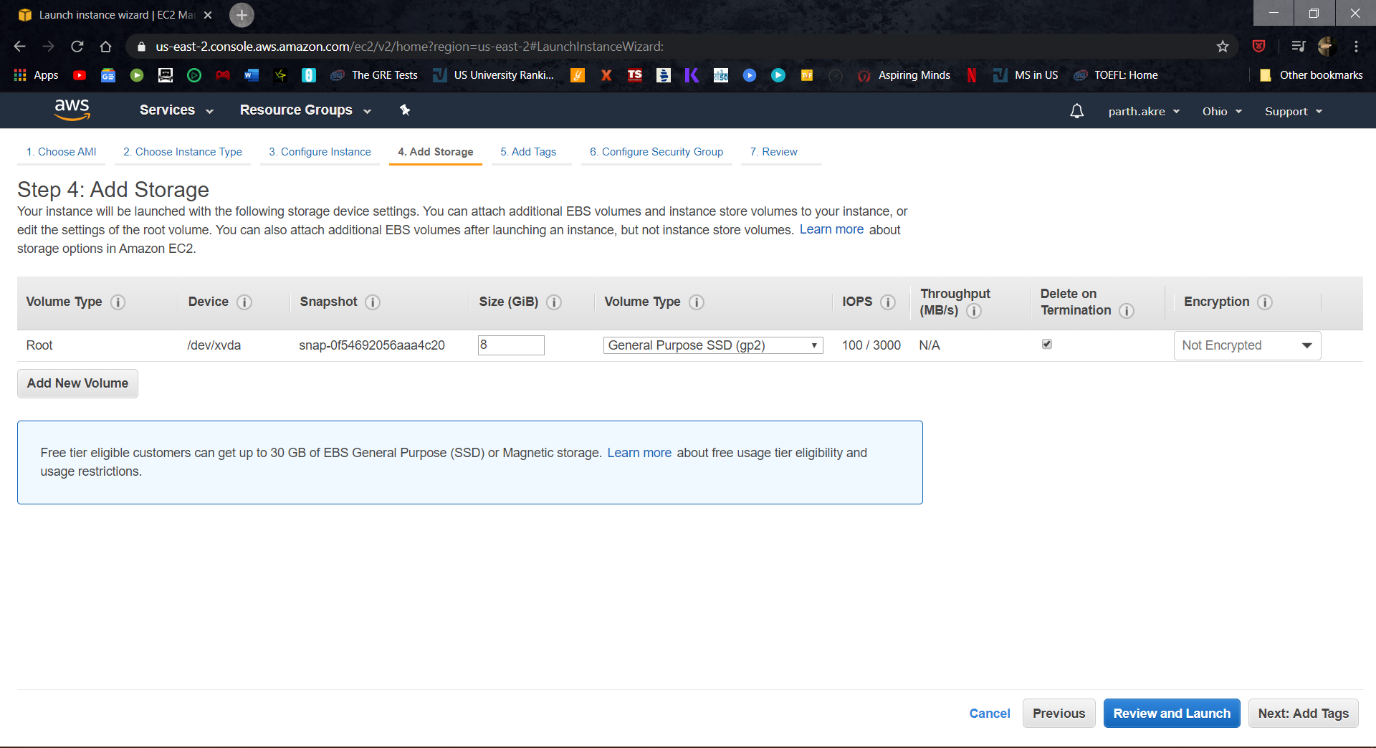 Launch instance wizard | EC2 Ma
us-east-2.console.aws.amazon.com/ec2/v2/home?region=us-east-2#LaunchInstanceWizard:
Apps The GRE Tests US University Ranki... TS Aspiring Minds MS in US TOEFL: Home Other bookmarks
aws Services Resource Groups parth.akre Ohio Support
1. Choose AMI 2. Choose Instance Type 3. Configure Instance 4. Add Storage 5. Add Tags 6. Configure Security Group 7. Review
Step 4: Add Storage
Your instance will be launched with the following storage device settings. You can attach additional EBS volumes and instance store volumes to your instance, or
edit the settings of the root volume. You can also attach additional EBS volumes after launching an instance, but not instance store volumes. Learn more about
storage options in Amazon EC2.
Volume Type Device Snapshot Size (GiB) Volume Type IOPS Throughput (MB/s) Delete on Termination Encryption
Root /dev/xvda snap-0f54692056aaa4c20 8 General Purpose SSD (gp2) 100 / 3000 N/A Not Encrypted
Add New Volume
Free tier eligible customers can get up to 30 GB of EBS General Purpose (SSD) or Magnetic storage. Learn more about free usage tier eligibility and
usage restrictions.
Cancel Previous Review and Launch Next: Add Tags